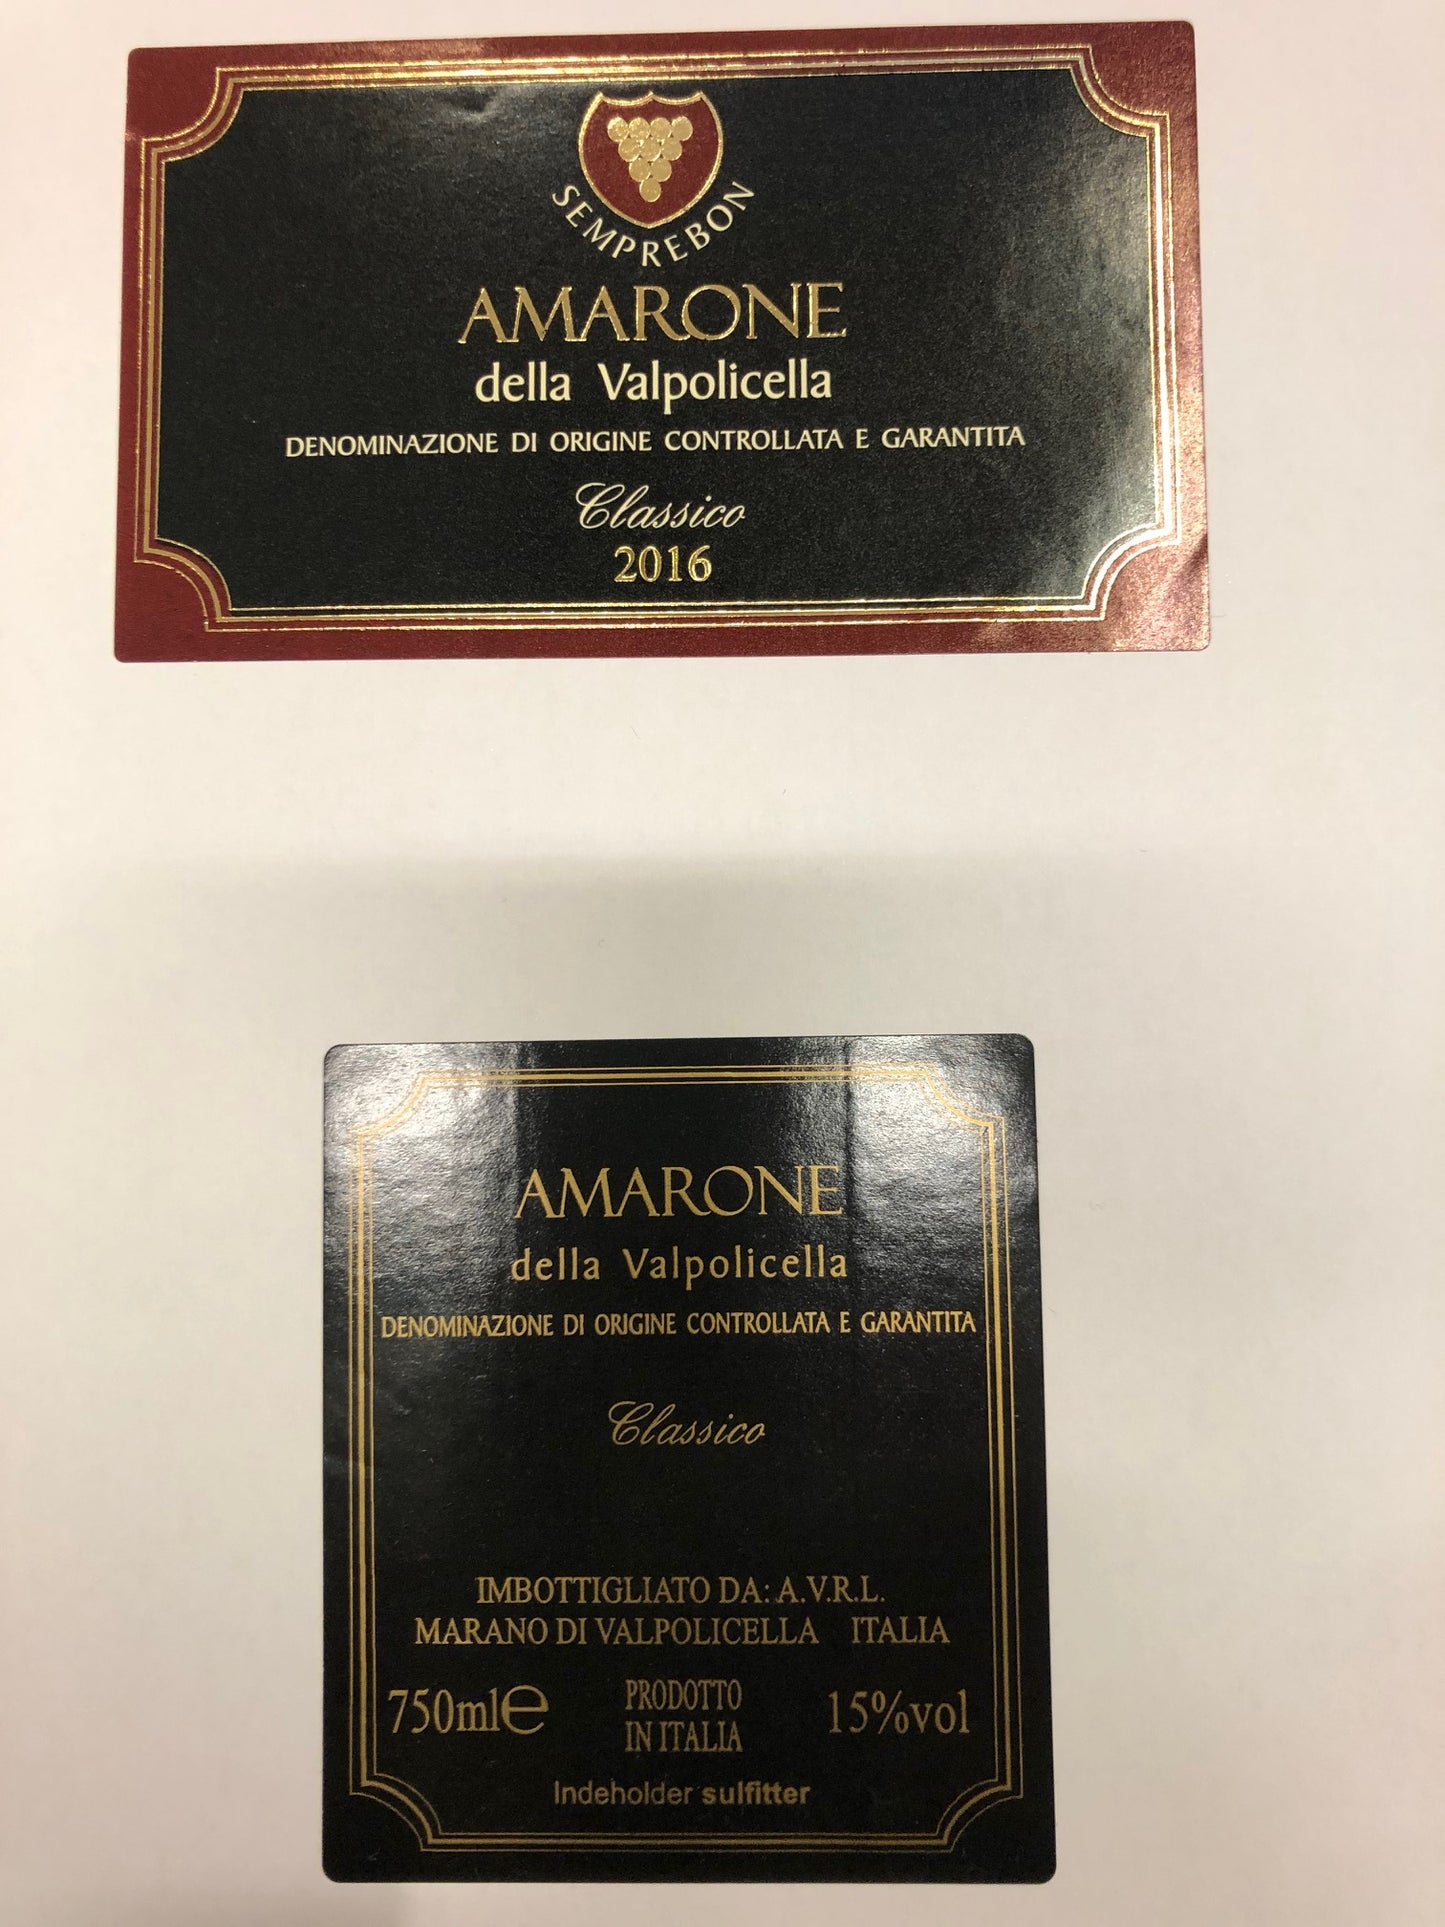 SEMPREBON
AMARONE
della Valpolicella
DENOMINAZIONE DI ORIGINE CONTROLLATA E GARANTITA
Classico
2016
AMARONE
della Valpolicella
DENOMINAZIONE DI ORIGINE CONTROLLATA E GARANTITA
Classico
IMBOTTIGLIATO DA: A.V.R.L.
MARANO DI VALPOLICELLA ITALIA
750ml℮ PRODOTTO IN ITALIA 15%vol
Indeholder sulfitter